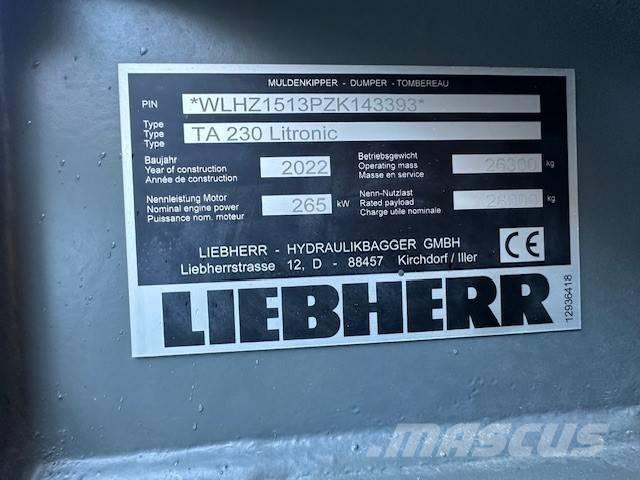 MULDENKIPPER - DUMPER - TOMBEREAU
PIN *WLHZ1513PZK143393*
Type
Type TA 230 Litronic
Type
Baujahr
Year of construction 2022
Année de construction
Betriebsgewicht
Operating mass 26300 kg
Masse en service
Nennleistung Motor
Nominal engine power 265 kW
Puissance nom. moteur
Nenn-Nutzlast
Rated payload 28000 kg
Charge utile nominale
LIEBHERR - HYDRAULIKBAGGER GMBH
Liebherrstrasse 12, D - 88457 Kirchdorf / Iller
CE
LIEBHERR
12936418
MASCUS